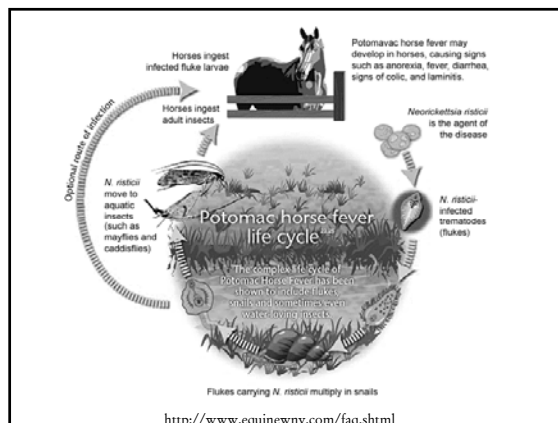 Horses ingest
infected fluke larvae
Potomavac horse fever may
develop in horses, causing signs
such as anorexia, fever, diarrhea,
signs of colic, and laminitis.
Horses ingest
adult insects
Neorickettsia risticii
is the agent of
the disease
Optional route of infection
N. risticii
move to
aquatic
insects
(such as
mayflies and
caddisflies)
N. risticii-
infected
trematodes
(flukes)
Potomac horse fever
life cycle
The complex life cycle of
Potomac Horse Fever has been
shown to include flukes,
snails and sometimes even
water-loving insects.
Flukes carrying N. risticii multiply in snails
http://www.equinewny.com/faq.shtml